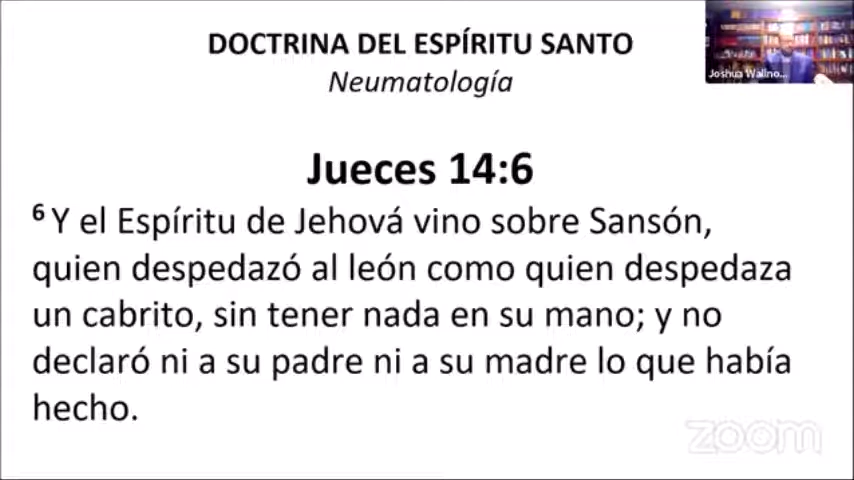 DOCTRINA DEL ESPÍRITU SANTO
Neumatología
Joshua Wallno...
Jueces 14:6
6 Y el Espíritu de Jehová vino sobre Sansón,
quien despedazó al león como quien despedaza
un cabrito, sin tener nada en su mano; y no
declaró ni a su padre ni a su madre lo que había
hecho.
zoom